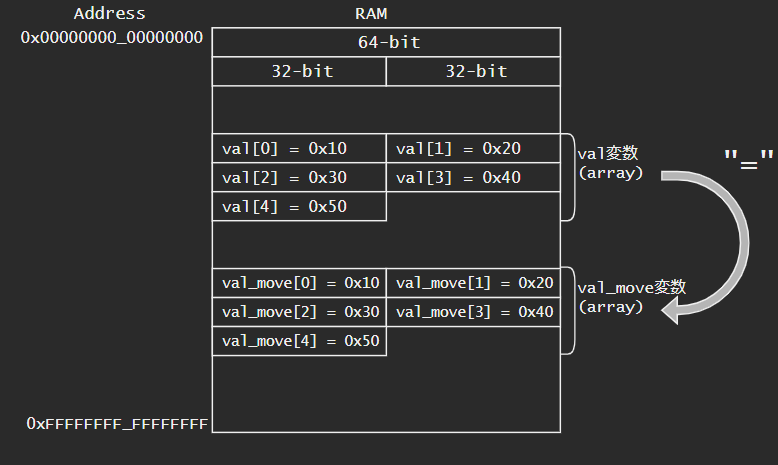 Address RAM
0x00000000_00000000
64-bit
32-bit 32-bit
val[0] = 0x10 val[1] = 0x20
val[2] = 0x30 val[3] = 0x40
val[4] = 0x50
val変数
(array)
"="
val_move[0] = 0x10 val_move[1] = 0x20
val_move[2] = 0x30 val_move[3] = 0x40
val_move[4] = 0x50
val_move変数
(array)
0xFFFFFFFF_FFFFFFFF